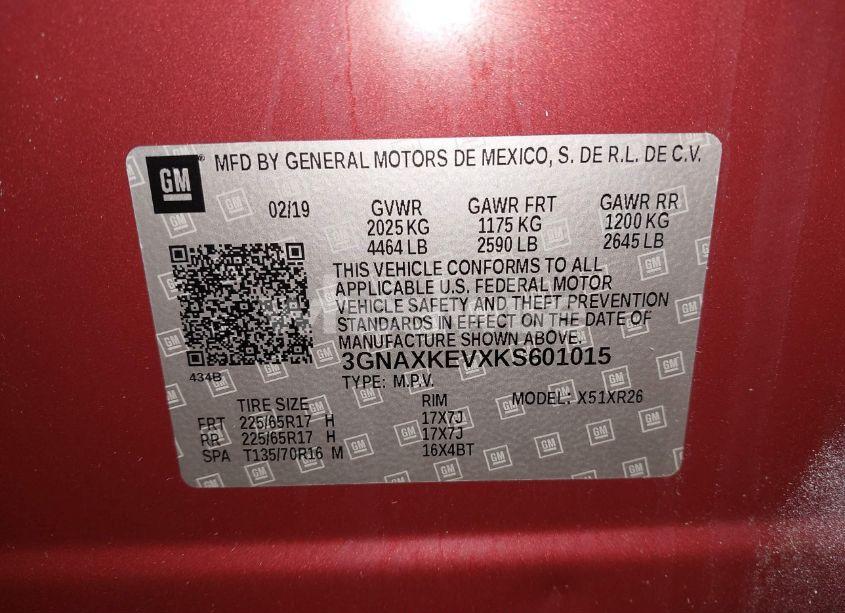 GM MFD BY GENERAL MOTORS DE MEXICO, S. DE R.L. DE C.V.
02/19 GVWR GAWR FRT GAWR RR
2025 KG 1175 KG 1200 KG
4464 LB 2590 LB 2645 LB
THIS VEHICLE CONFORMS TO ALL
APPLICABLE U.S. FEDERAL MOTOR
VEHICLE SAFETY AND THEFT PREVENTION
STANDARDS IN EFFECT ON THE DATE OF
MANUFACTURE SHOWN ABOVE.
3GNAXKEVXKS601015
434B
TYPE: M.P.V. MODEL: X51XR26
TIRE SIZE RIM
FRT 225/65R17 H 17X7J
RR 225/65R17 H 17X7J
SPA T135/70R16 M 16X4BT